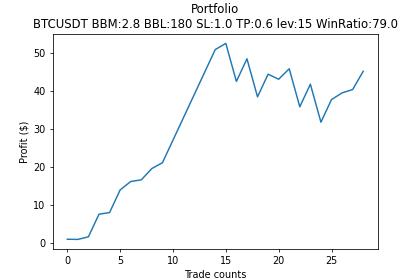 Portfolio
BTCUSDT BBM:2.8 BBL:180 SL:1.0 TP:0.6 lev:15 WinRatio:79.0
Profit ($)
50
40
30
20
10
0
0 5 10 15 20 25
Trade counts